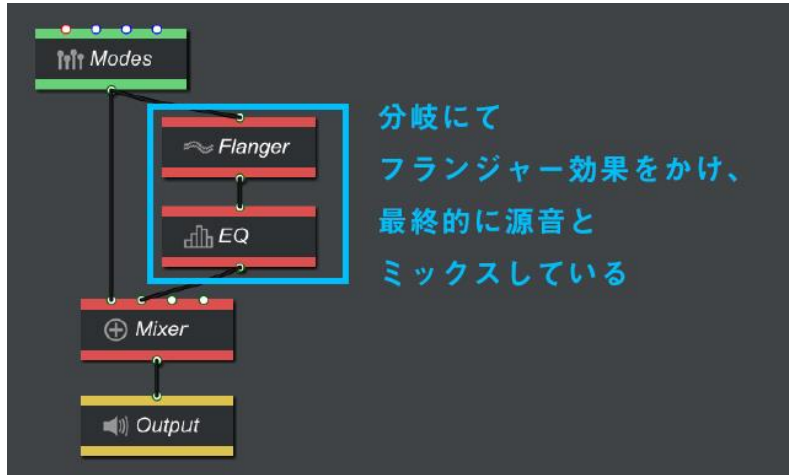 Modes
Flanger
EQ
Mixer
Output
分岐にて
フランジャー効果をかけ、
最終的に源音と
ミックスしている